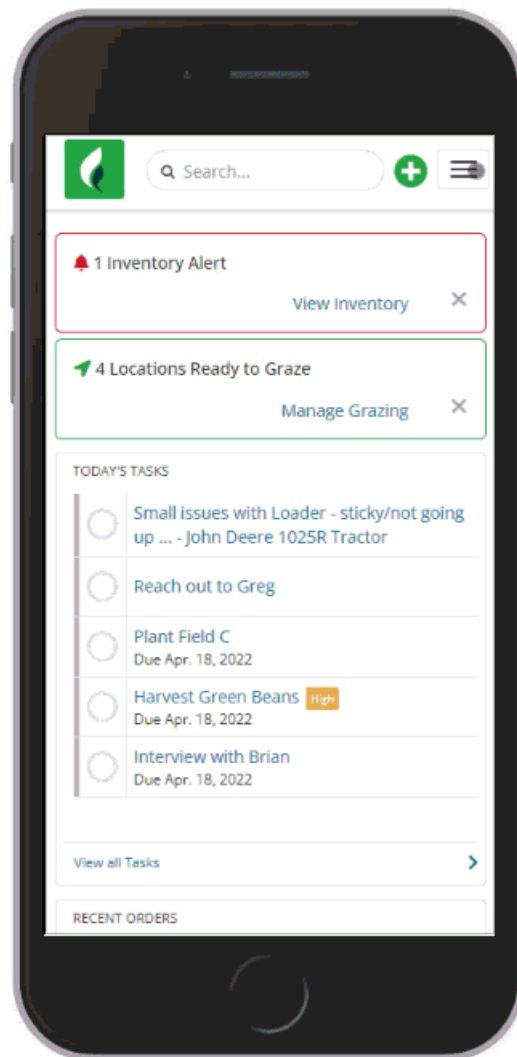 Search...
1 Inventory Alert
View Inventory
4 Locations Ready to Graze
Manage Grazing
TODAY'S TASKS
Small issues with Loader - sticky/not going
up ... - John Deere 1025R Tractor
Reach out to Greg
Plant Field C
Due Apr. 18, 2022
Harvest Green Beans High
Due Apr. 18, 2022
Interview with Brian
Due Apr. 18, 2022
View all Tasks
RECENT ORDERS